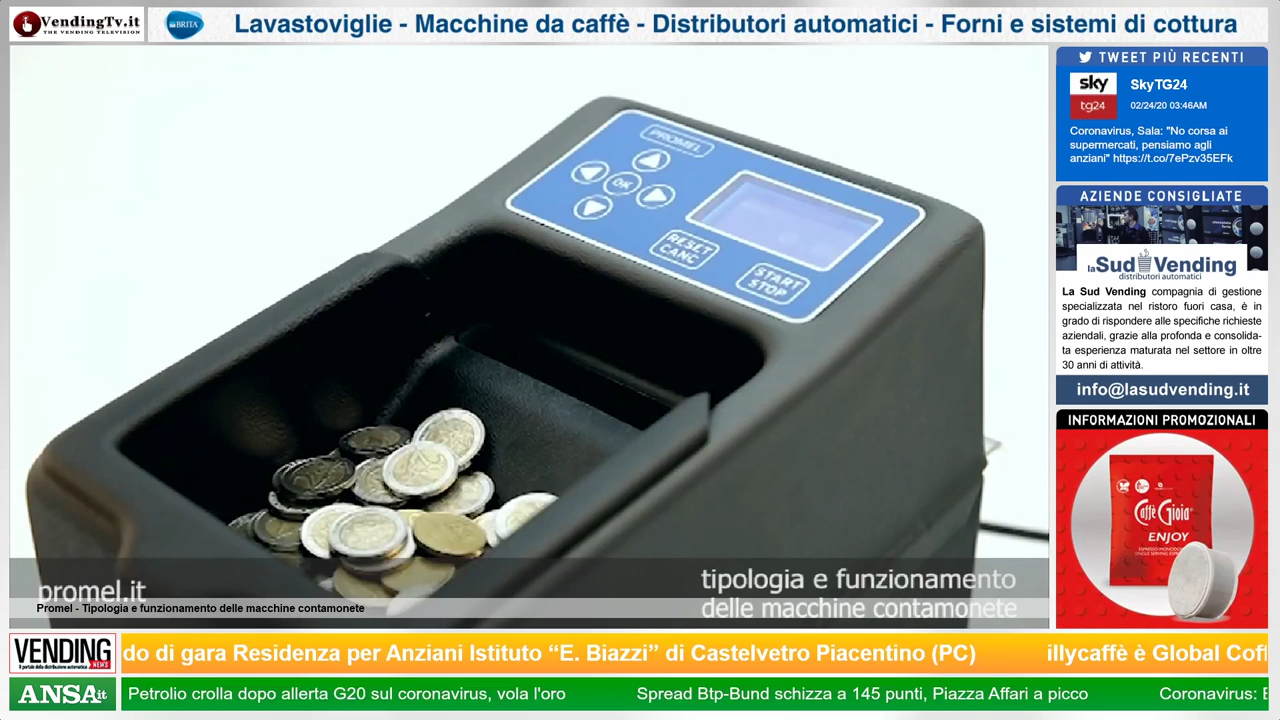 VendingTv.it
THE VENDING TELEVISION
BRITA
Lavastoviglie - Macchine da caffè - Distributori automatici - Forni e sistemi di cottura
TWEET PIÙ RECENTI
sky
tg24
SkyTG24
02/24/20 03:46AM
Coronavirus, Sala: "No corsa ai
supermercati, pensiamo agli
anziani" https://t.co/7ePzv35EFk
AZIENDE CONSIGLIATE
la Sud Vending
distributori automatici
La Sud Vending compagnia di gestione
specializzata nel ristoro fuori casa, è in
grado di rispondere alle specifiche richieste
aziendali, grazie alla profonda e consolida-
ta esperienza maturata nel settore in oltre
30 anni di attività.
info@lasudvending.it
INFORMAZIONI PROMOZIONALI
Caffè Gioia
ENJOY
PROMEL
OK
RESET
CANC
START
STOP
promel.it
tipologia e funzionamento
delle macchine contamonete
Promel - Tipologia e funzionamento delle macchine contamonete
VENDING
NEWS
Il portale della distribuzione automatica
do di gara Residenza per Anziani Istituto “E. Biazzi” di Castelvetro Piacentino (PC) illycaffè è Global Coff
ANSA.it
Petrolio crolla dopo allerta G20 sul coronavirus, vola l'oro Spread Btp-Bund schizza a 145 punti, Piazza Affari a picco Coronavirus: